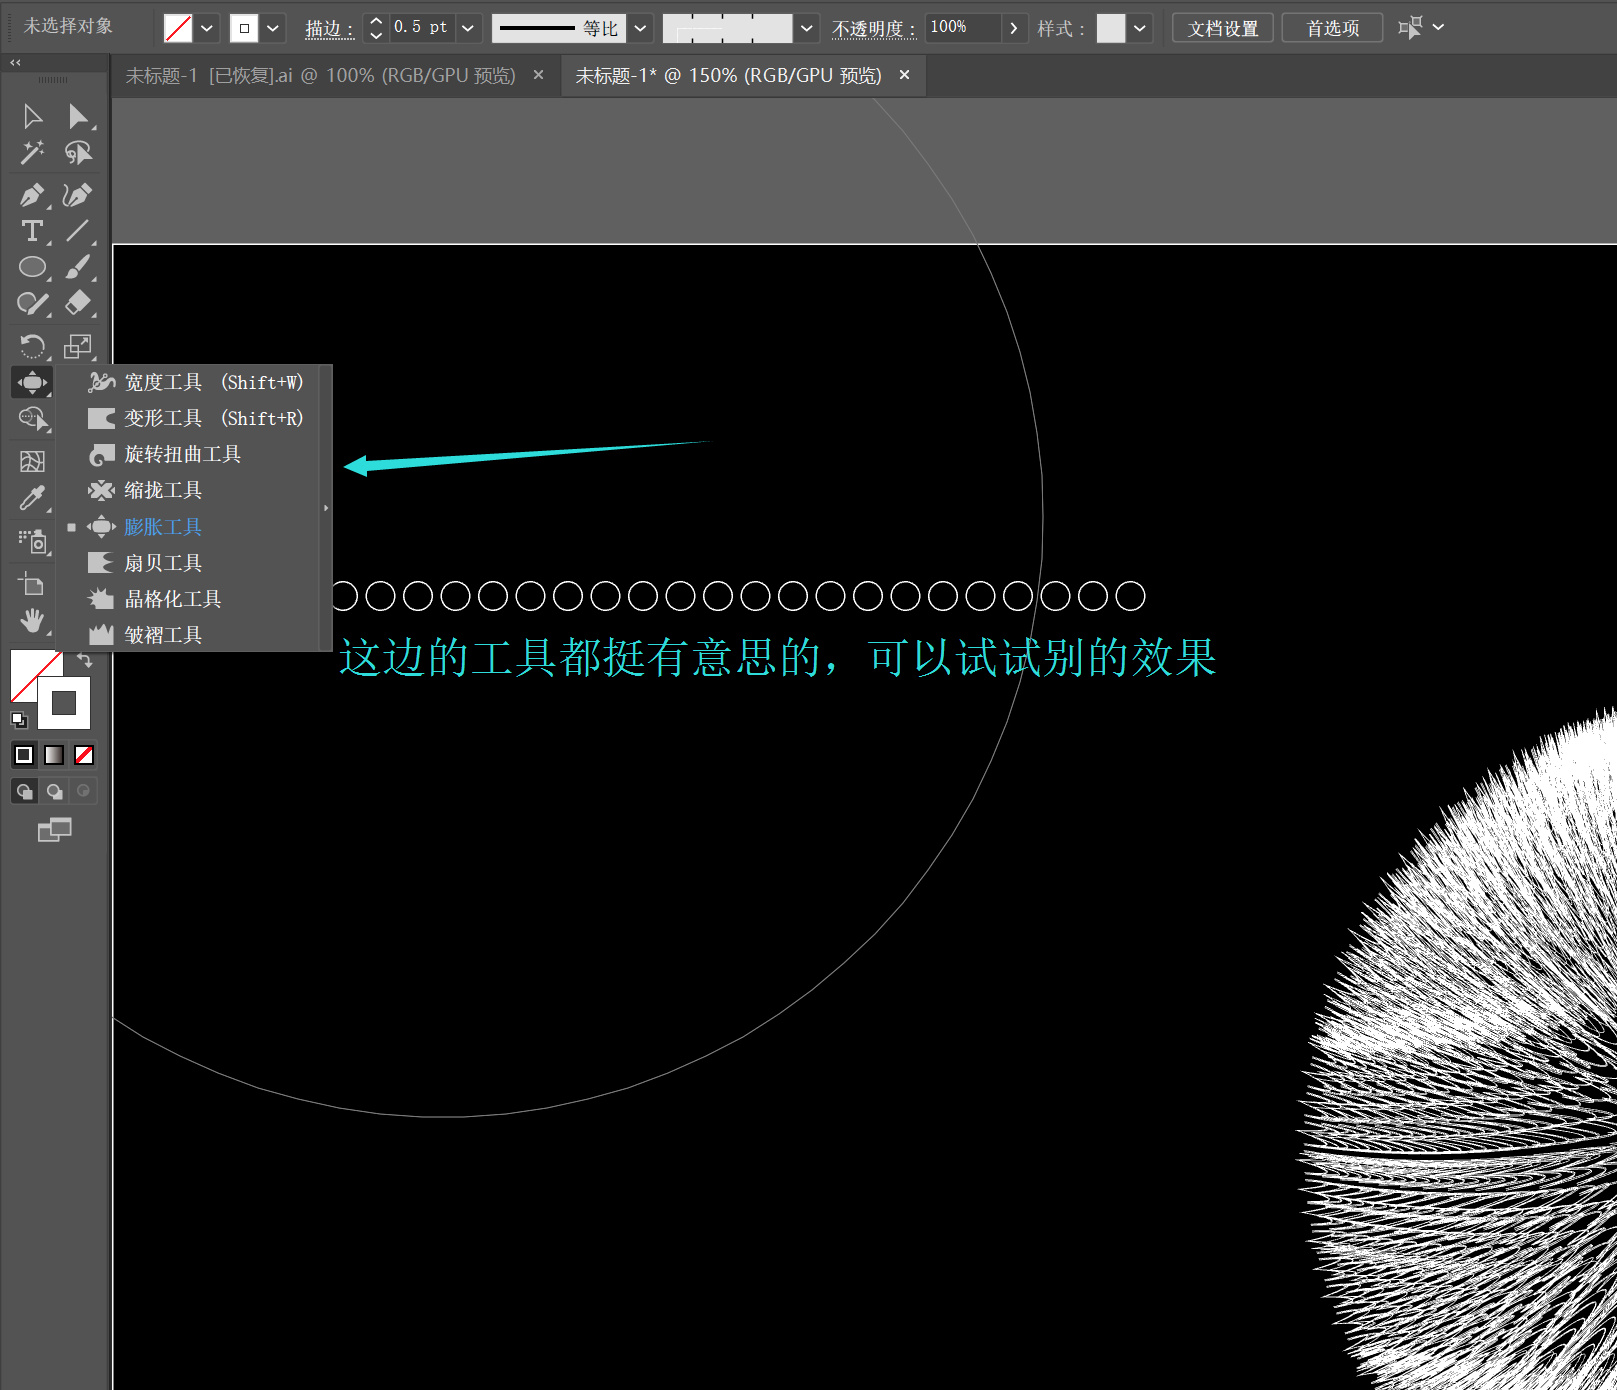 未选择对象
描边：
0.5 pt
等比
不透明度：
100%
样式：
文档设置
首选项
未标题-1 [已恢复].ai @ 100% (RGB/GPU 预览) ×
未标题-1* @ 150% (RGB/GPU 预览) ×
宽度工具 (Shift+W)
变形工具 (Shift+R)
旋转扭曲工具
缩拢工具
膨胀工具
扇贝工具
晶格化工具
皱褶工具
这边的工具都挺有意思的，可以试试别的效果